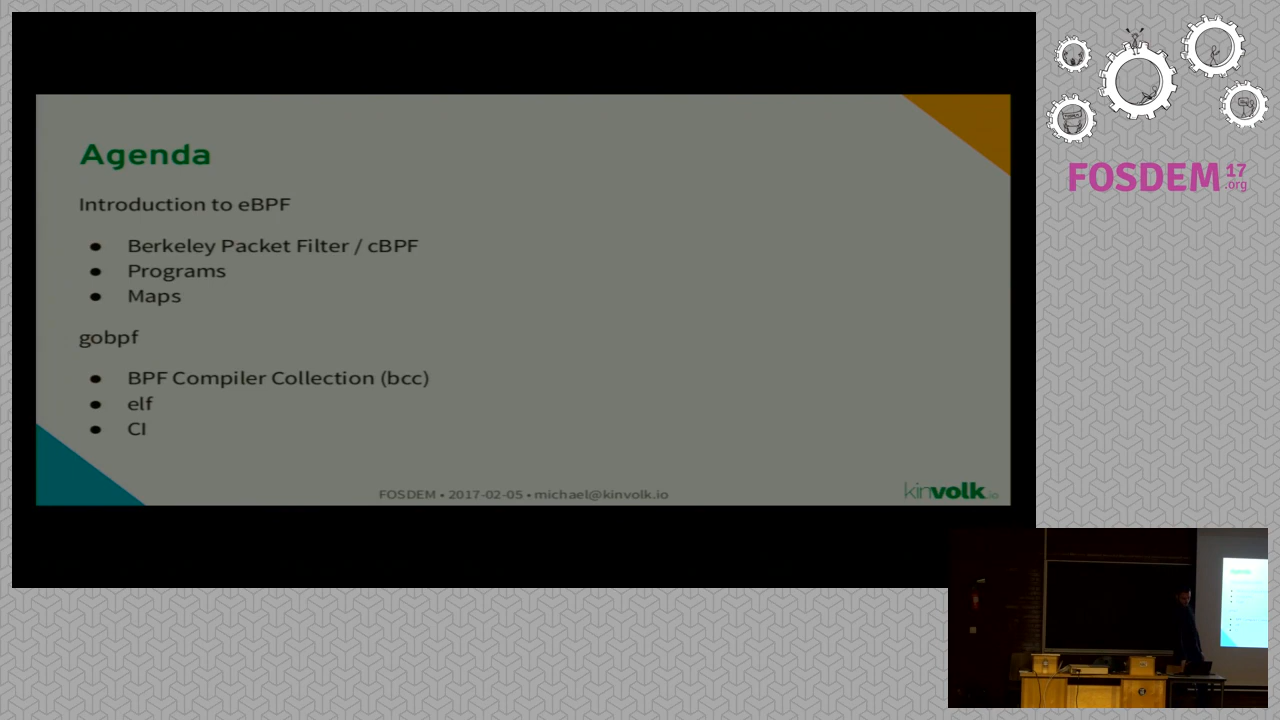 Agenda
Introduction to eBPF
● Berkeley Packet Filter / cBPF
● Programs
● Maps
gobpf
● BPF Compiler Collection (bcc)
● elf
● CI
FOSDEM • 2017-02-05 • michael@kinvolk.io
kinvolk.io
FOSDEM 17 .org
Agenda